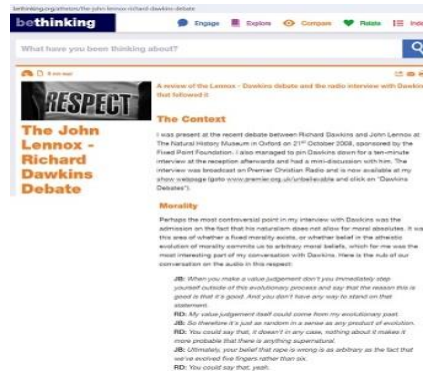 bethinking.org/atheism/the-john-lennox-richard-dawkins-debate
bethinking
Engage
Explore
Compare
Relate
Index
What have you been thinking about?
Q
6 min read
A review of the Lennox - Dawkins debate and the radio interview with Dawkins
that followed it
RESPECT
The John
Lennox -
Richard
Dawkins
Debate
The Context
I was present at the recent debate between Richard Dawkins and John Lennox at
The Natural History Museum in Oxford on 21st October 2008, sponsored by the
Fixed Point Foundation. I also managed to pin Dawkins down for a ten-minute
interview at the reception afterwards and had a mini-discussion with him. The
interview was broadcast on Premier Christian Radio and is now available at my
show webpage (goto www.premier.org.uk/unbelievable and click on "Dawkins
Debates").
Morality
Perhaps the most controversial point in my interview with Dawkins was the
admission on the fact that his naturalism does not allow for moral absolutes. It was
this area of whether a fixed morality exists, or whether belief in the atheistic
evolution of morality commits us to arbitrary moral beliefs, which for me was the
most interesting part of my conversation with Dawkins. Here is the nub of our
conversation on the audio in this respect:
JB: When you make a value judgement don't you immediately step
yourself outside of this evolutionary process and say that the reason this is
good is that it's good. And you don't have any way to stand on that
statement.
RD: My value judgement itself could come from my evolutionary past.
JB: So therefore it's just as random in a sense as any product of evolution.
RD: You could say that, it doesn't in any case, nothing about it makes it
more probable that there is anything supernatural.
JB: Ultimately, your belief that rape is wrong is as arbitrary as the fact that
we've evolved five fingers rather than six.
RD: You could say that, yeah.